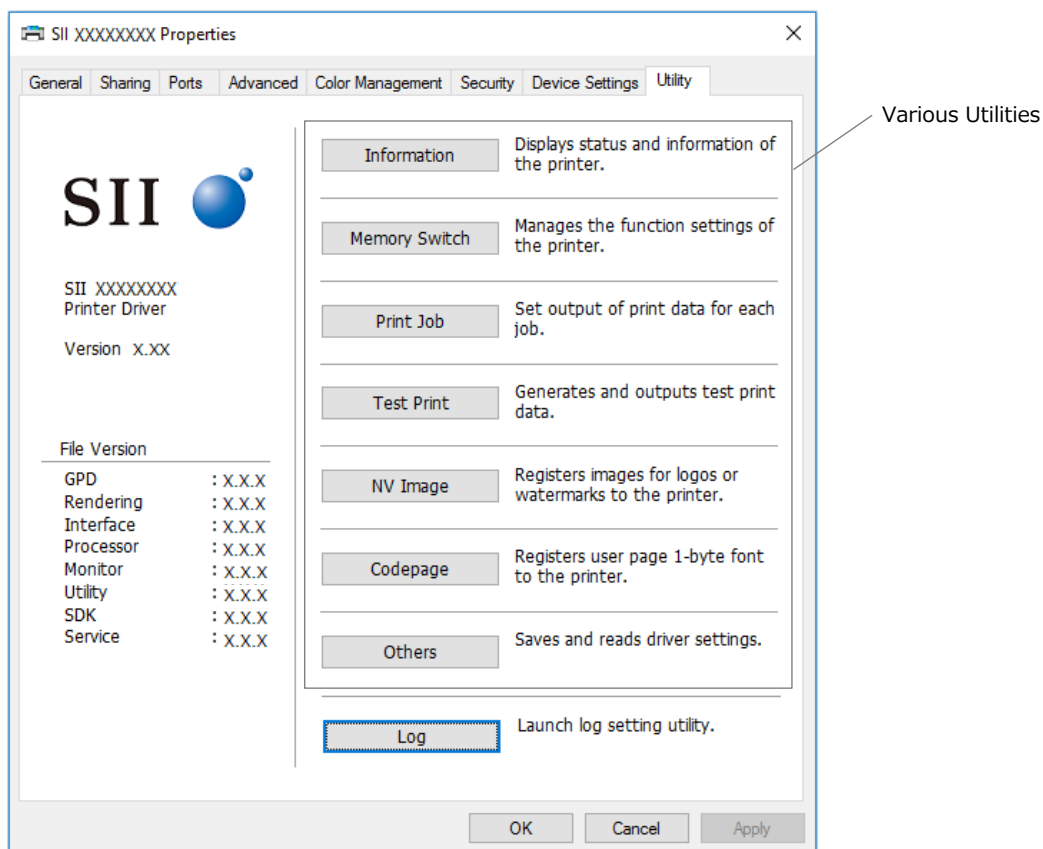 SII XXXXXXXX Properties
General Sharing Ports Advanced Color Management Security Device Settings Utility
Various Utilities
SII
SII XXXXXXXX
Printer Driver
Version X.XX
File Version
GPD : X.X.X
Rendering : X.X.X
Interface : X.X.X
Processor : X.X.X
Monitor : X.X.X
Utility : X.X.X
SDK : X.X.X
Service : X.X.X
Information
Displays status and information of
the printer.
Memory Switch
Manages the function settings of
the printer.
Print Job
Set output of print data for each
job.
Test Print
Generates and outputs test print
data.
NV Image
Registers images for logos or
watermarks to the printer.
Codepage
Registers user page 1-byte font
to the printer.
Others
Saves and reads driver settings.
Log
Launch log setting utility.
OK Cancel Apply